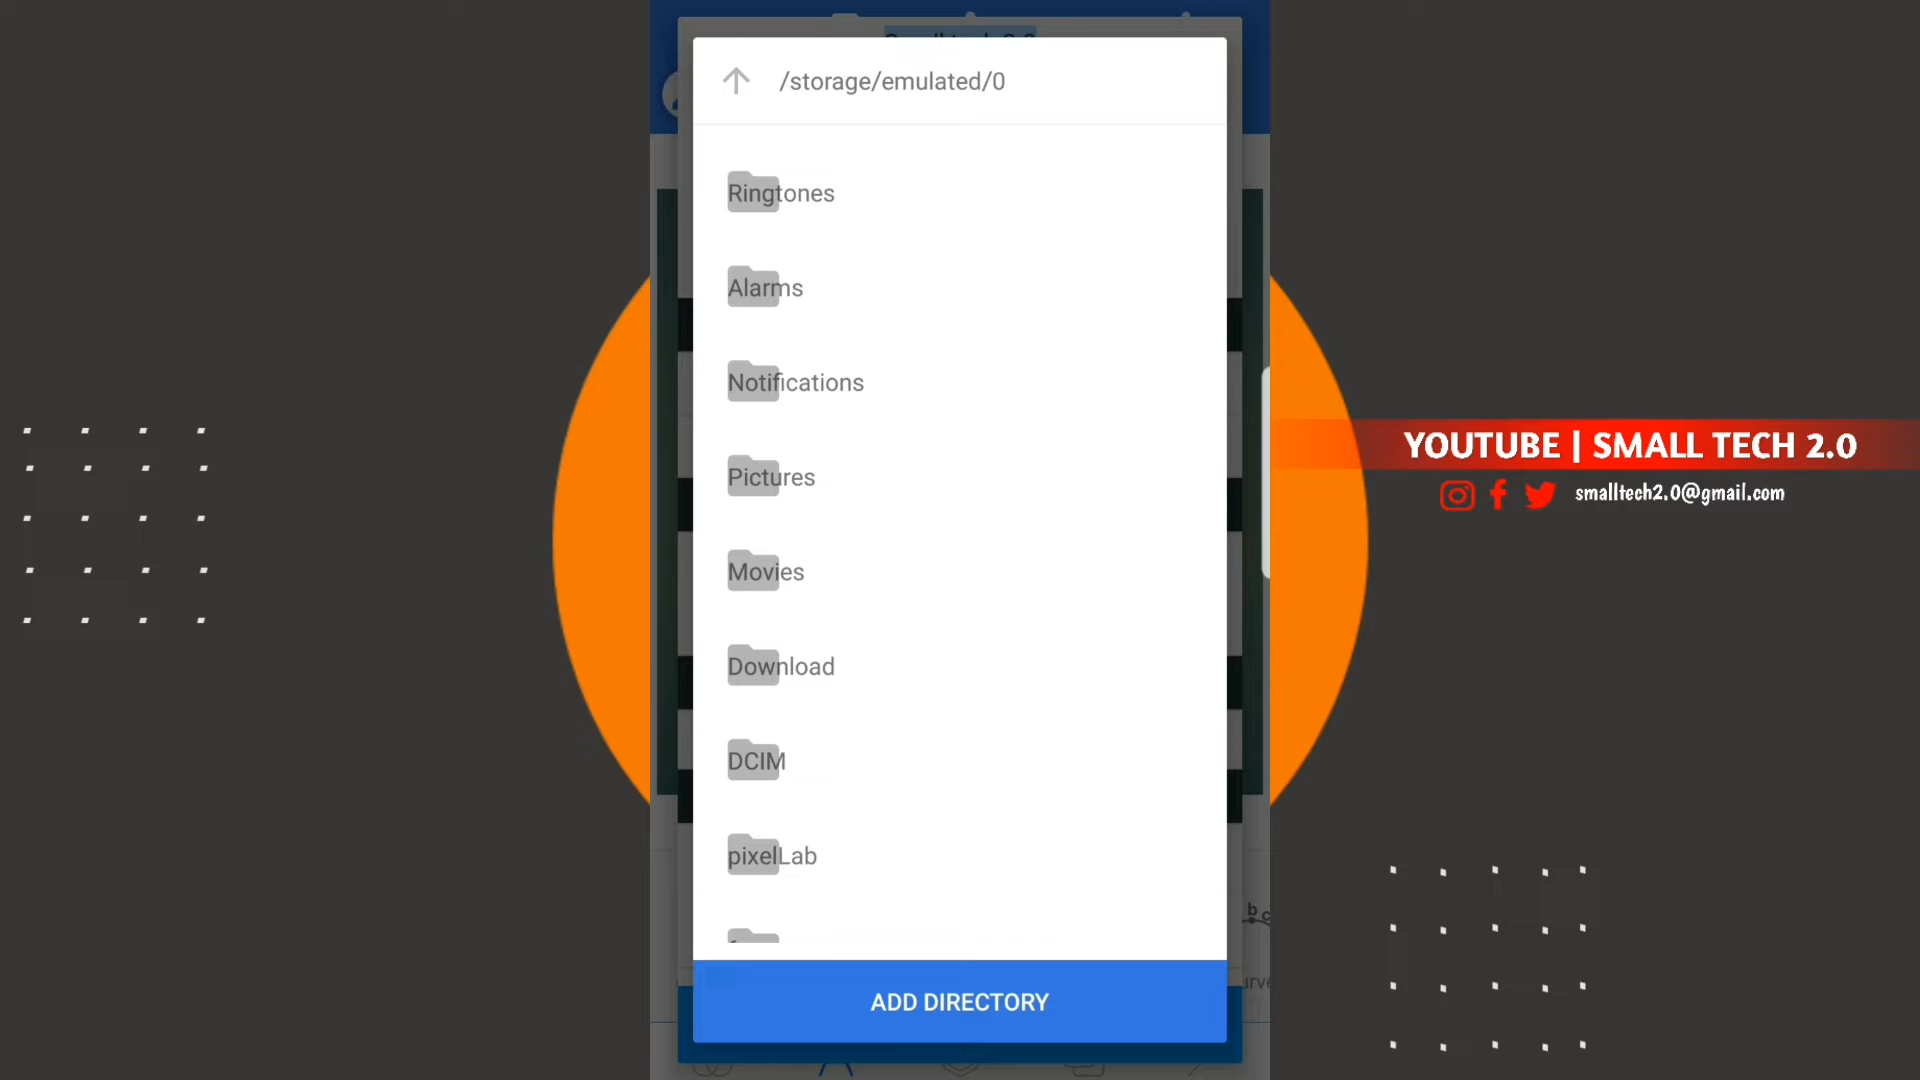 /storage/emulated/0
Ringtones
Alarms
Notifications
Pictures
Movies
Download
DCIM
pixelLab
ADD DIRECTORY
YOUTUBE | SMALL TECH 2.0
smalltech2.0@gmail.com